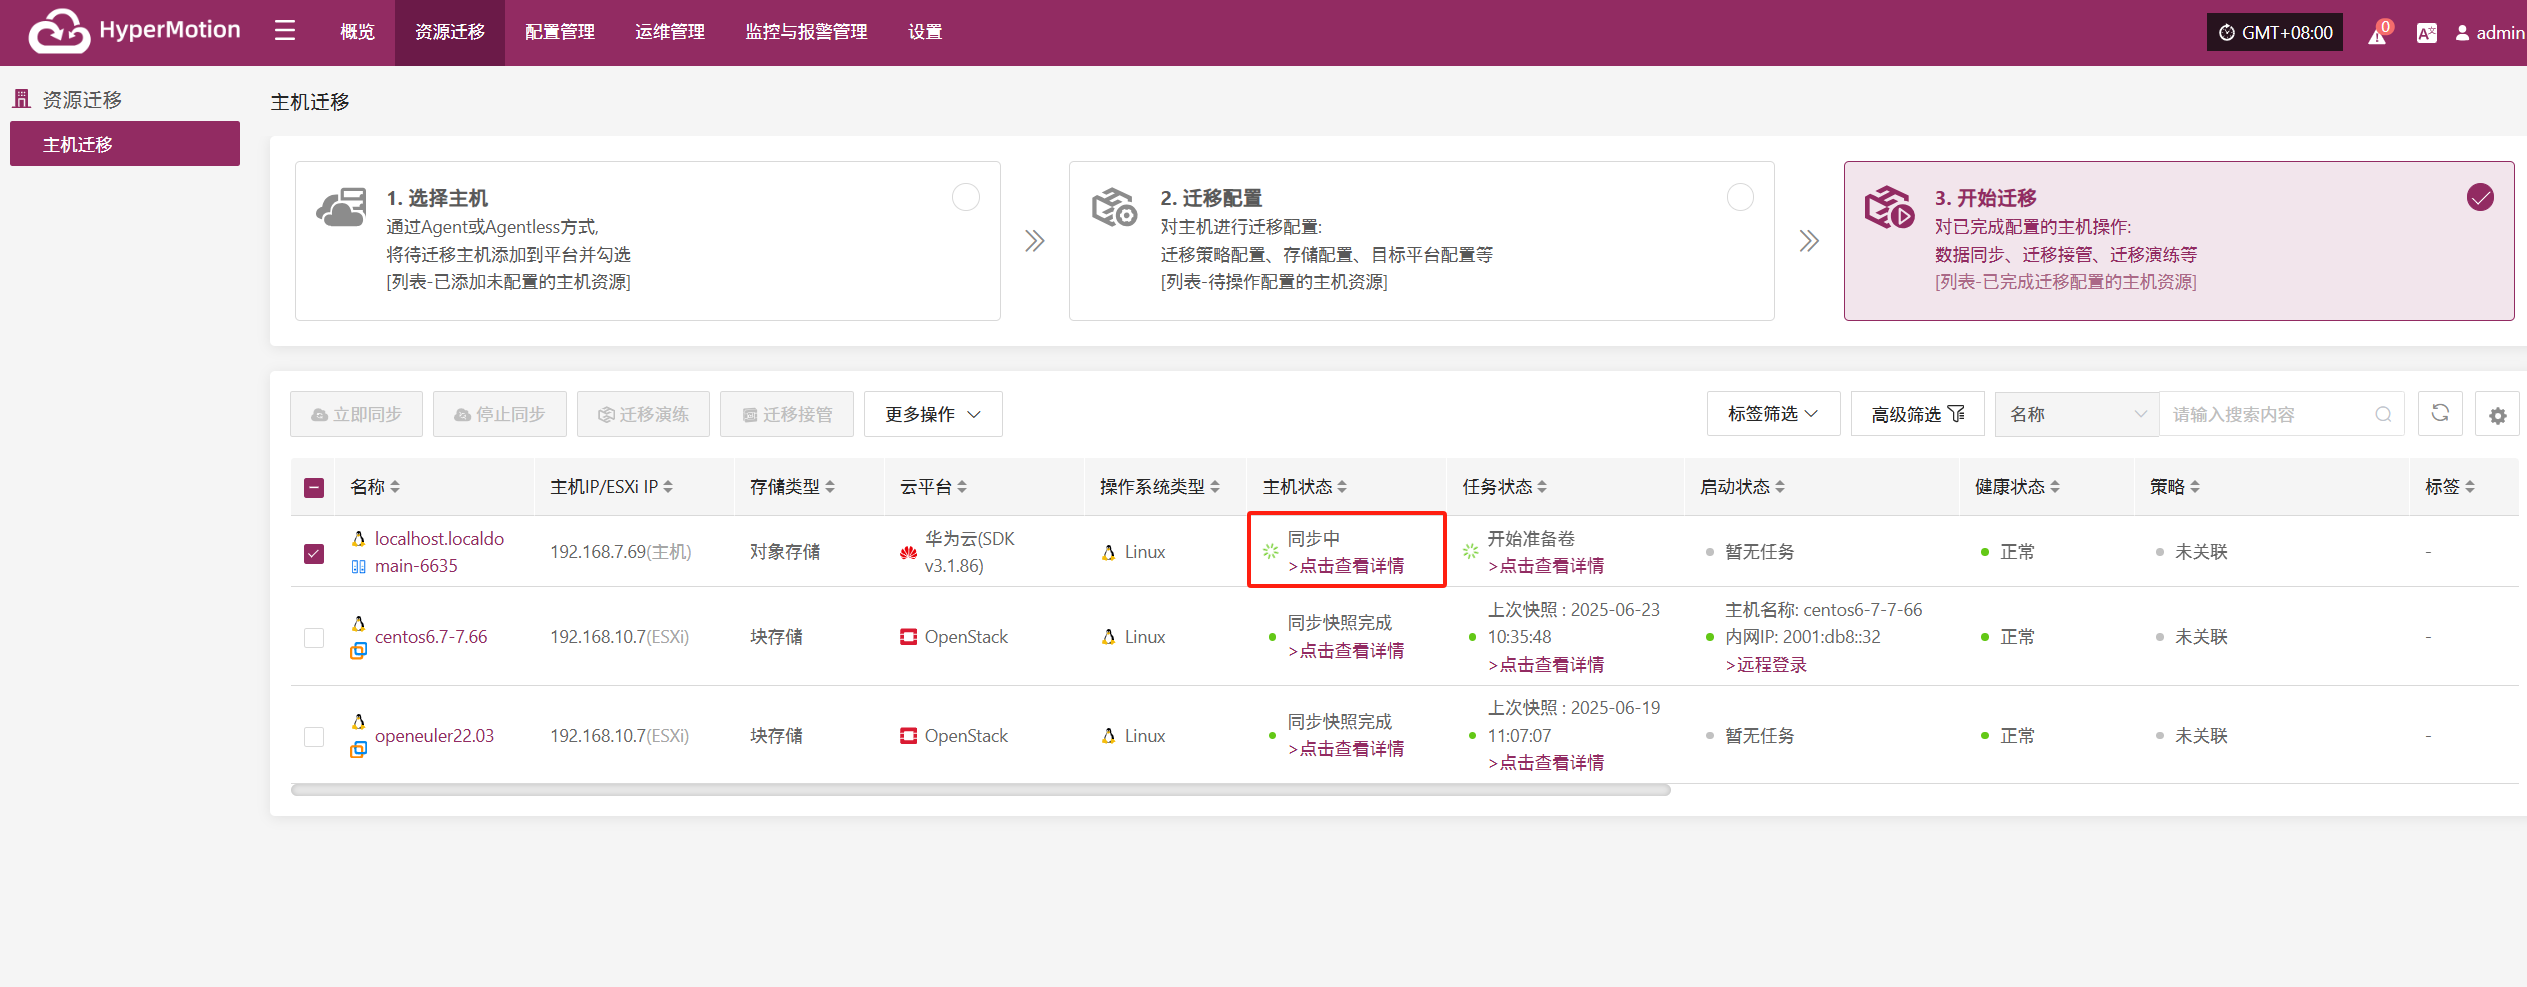 HyperMotion
概览
资源迁移
配置管理
运维管理
监控与报警管理
设置
GMT+08:00
0
admin
资源迁移
主机迁移
主机迁移
1. 选择主机
通过Agent或Agentless方式,
将待迁移主机添加到平台并勾选
[列表-已添加未配置的主机资源]
2. 迁移配置
对主机进行迁移配置:
迁移策略配置、存储配置、目标平台配置等
[列表-待操作配置的主机资源]
3. 开始迁移
对已完成配置的主机操作:
数据同步、迁移接管、迁移演练等
[列表-已完成迁移配置的主机资源]
立即同步
停止同步
迁移演练
迁移接管
更多操作
标签筛选
高级筛选
名称
请输入搜索内容
名称
主机IP/ESXi IP
存储类型
云平台
操作系统类型
主机状态
任务状态
启动状态
健康状态
策略
标签
localhost.localdo
main-6635
192.168.7.69(主机)
对象存储
华为云(SDK
v3.1.86)
Linux
同步中
>点击查看详情
开始准备卷
>点击查看详情
暂无任务
正常
未关联
-
centos6.7-7.66
192.168.10.7(ESXi)
块存储
OpenStack
Linux
同步快照完成
>点击查看详情
上次快照 : 2025-06-23
10:35:48
>点击查看详情
主机名称: centos6-7-7-66
内网IP: 2001:db8::32
>远程登录
正常
未关联
-
openeuler22.03
192.168.10.7(ESXi)
块存储
OpenStack
Linux
同步快照完成
>点击查看详情
上次快照 : 2025-06-19
11:07:07
>点击查看详情
暂无任务
正常
未关联
-